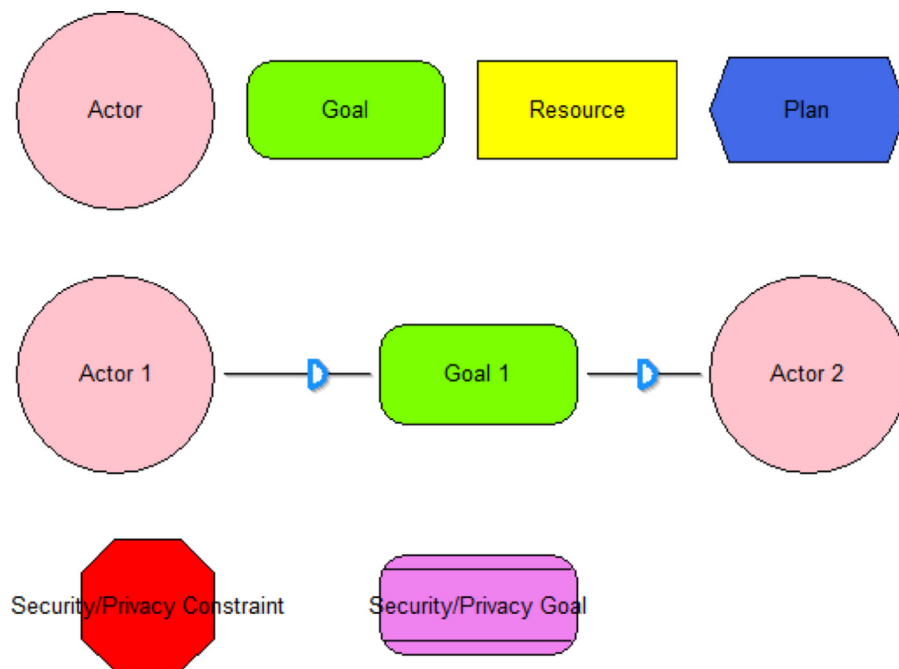 Actor
Goal
Resource
Plan
Actor 1
Goal 1
Actor 2
Security/Privacy Constraint
Security/Privacy Goal